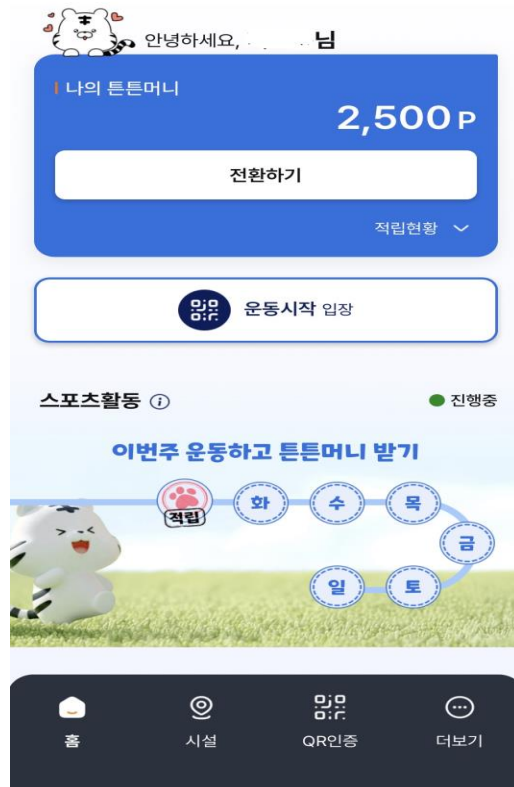 안녕하세요, 님
나의 튼튼머니
2,500 P
전환하기
적립현황
운동시작 입장
스포츠활동
진행중
이번주 운동하고 튼튼머니 받기
적립 화 수 목
금
일 토
홈 시설 QR인증 더보기